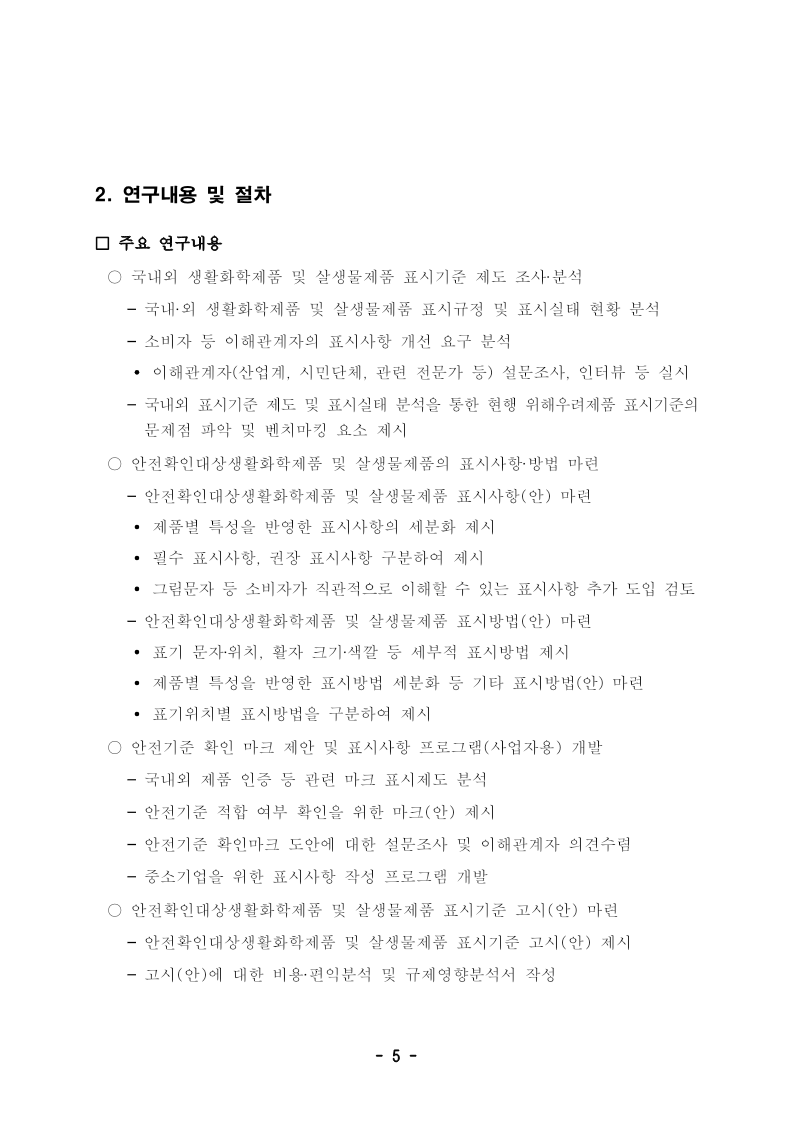 2. 연구내용 및 절차
□ 주요 연구내용
○ 국내외 생활화학제품 및 살생물제품 표시기준 제도 조사·분석
- 국내·외 생활화학제품 및 살생물제품 표시규정 및 표시실태 현황 분석
- 소비자 등 이해관계자의 표시사항 개선 요구 분석
• 이해관계자(산업계, 시민단체, 관련 전문가 등) 설문조사, 인터뷰 등 실시
- 국내외 표시기준 제도 및 표시실태 분석을 통한 현행 위해우려제품 표시기준의
문제점 파악 및 벤치마킹 요소 제시
○ 안전확인대상생활화학제품 및 살생물제품의 표시사항·방법 마련
- 안전확인대상생활화학제품 및 살생물제품 표시사항(안) 마련
• 제품별 특성을 반영한 표시사항의 세분화 제시
• 필수 표시사항, 권장 표시사항 구분하여 제시
• 그림문자 등 소비자가 직관적으로 이해할 수 있는 표시사항 추가 도입 검토
- 안전확인대상생활화학제품 및 살생물제품 표시방법(안) 마련
• 표기 문자·위치, 활자 크기·색깔 등 세부적 표시방법 제시
• 제품별 특성을 반영한 표시방법 세분화 등 기타 표시방법(안) 마련
• 표기위치별 표시방법을 구분하여 제시
○ 안전기준 확인 마크 제안 및 표시사항 프로그램(사업자용) 개발
- 국내외 제품 인증 등 관련 마크 표시제도 분석
- 안전기준 적합 여부 확인을 위한 마크(안) 제시
- 안전기준 확인마크 도안에 대한 설문조사 및 이해관계자 의견수렴
- 중소기업을 위한 표시사항 작성 프로그램 개발
○ 안전확인대상생활화학제품 및 살생물제품 표시기준 고시(안) 마련
- 안전확인대상생활화학제품 및 살생물제품 표시기준 고시(안) 제시
- 고시(안)에 대한 비용·편익분석 및 규제영향분석서 작성
- 5 -